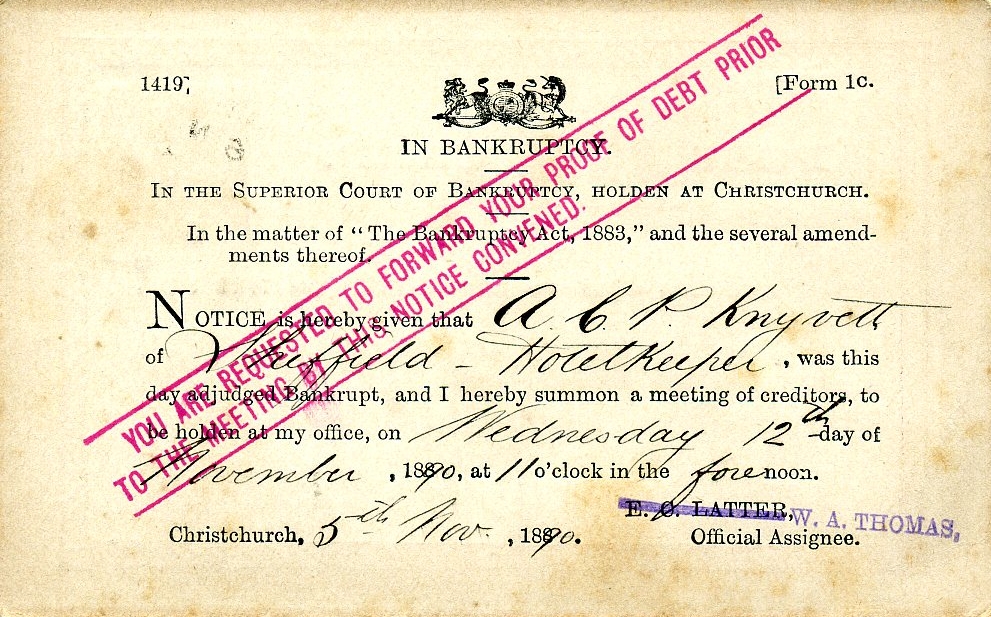 1419] [Form 1c.
IN BANKRUPTCY.
IN THE SUPERIOR COURT OF BANKRUPTCY, HOLDEN AT CHRISTCHURCH.
In the matter of “The Bankruptcy Act, 1883,” and the several amend-
ments thereof.
NOTICE is hereby given that A. C. P. Knyvett
of Sheffield - Hotelkeeper, was this
day adjudged Bankrupt, and I hereby summon a meeting of creditors, to
be holden at my office, on Wednesday 12th day of
November, 1890, at 11 o'clock in the forenoon.
E. C. LATTER, W. A. THOMAS,
Christchurch, 5th Nov., 1890. Official Assignee.
YOU ARE REQUESTED TO FORWARD YOUR PROOF OF DEBT PRIOR
TO THE MEETING BY THIS NOTICE CONVENED.